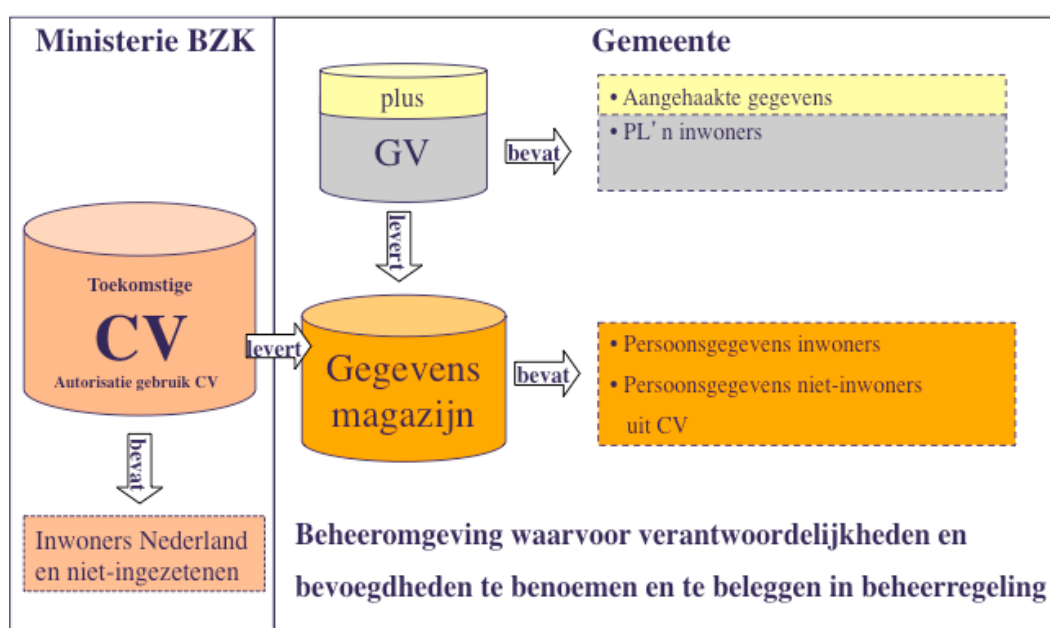 Ministerie BZK
Gemeente
plus
GV
bevat
• Aangehaakte gegevens
• PL’n inwoners
levert
Toekomstige
CV
Autorisatie gebruik CV
levert
Gegevens
magazijn
bevat
• Persoonsgegevens inwoners
• Persoonsgegevens niet-inwoners
uit CV
bevat
Inwoners Nederland
en niet-ingezetenen
Beheeromgeving waarvoor verantwoordelijkheden en
bevoegdheden te benoemen en te beleggen in beheerregeling